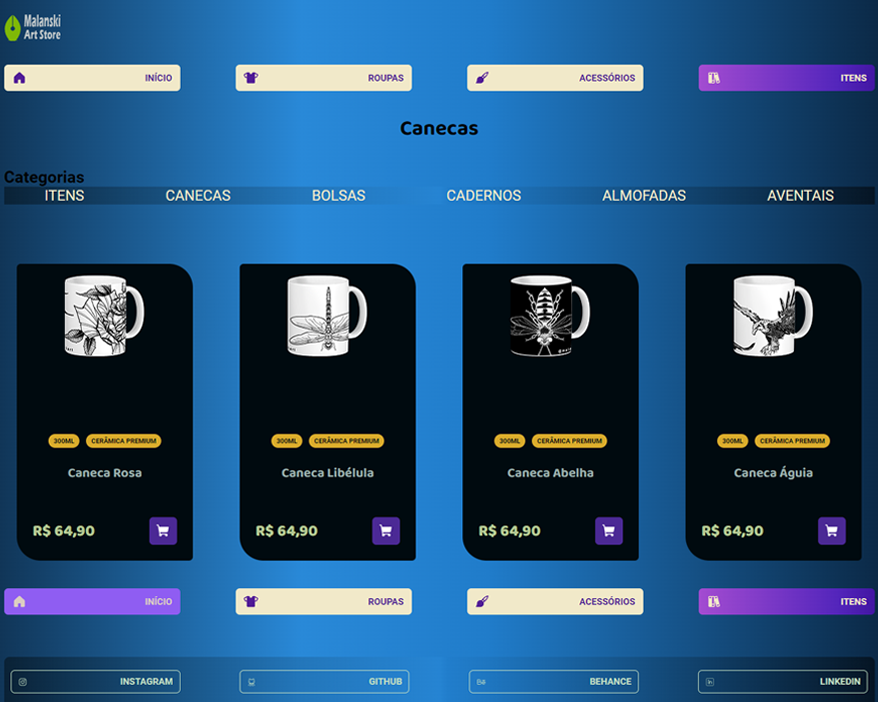 Malanski
Art Store
INÍCIO ROUPAS ACESSÓRIOS ITENS
Canecas
Categorias
ITENS CANECAS BOLSAS CADERNOS ALMOFADAS AVENTAIS
300ML CERÂMICA PREMIUM 300ML CERÂMICA PREMIUM 300ML CERÂMICA PREMIUM 300ML CERÂMICA PREMIUM
Caneca Rosa Caneca Libélula Caneca Abelha Caneca Águia
R$ 64,90 R$ 64,90 R$ 64,90 R$ 64,90
INÍCIO ROUPAS ACESSÓRIOS ITENS
INSTAGRAM GITHUB BEHANCE LINKEDIN